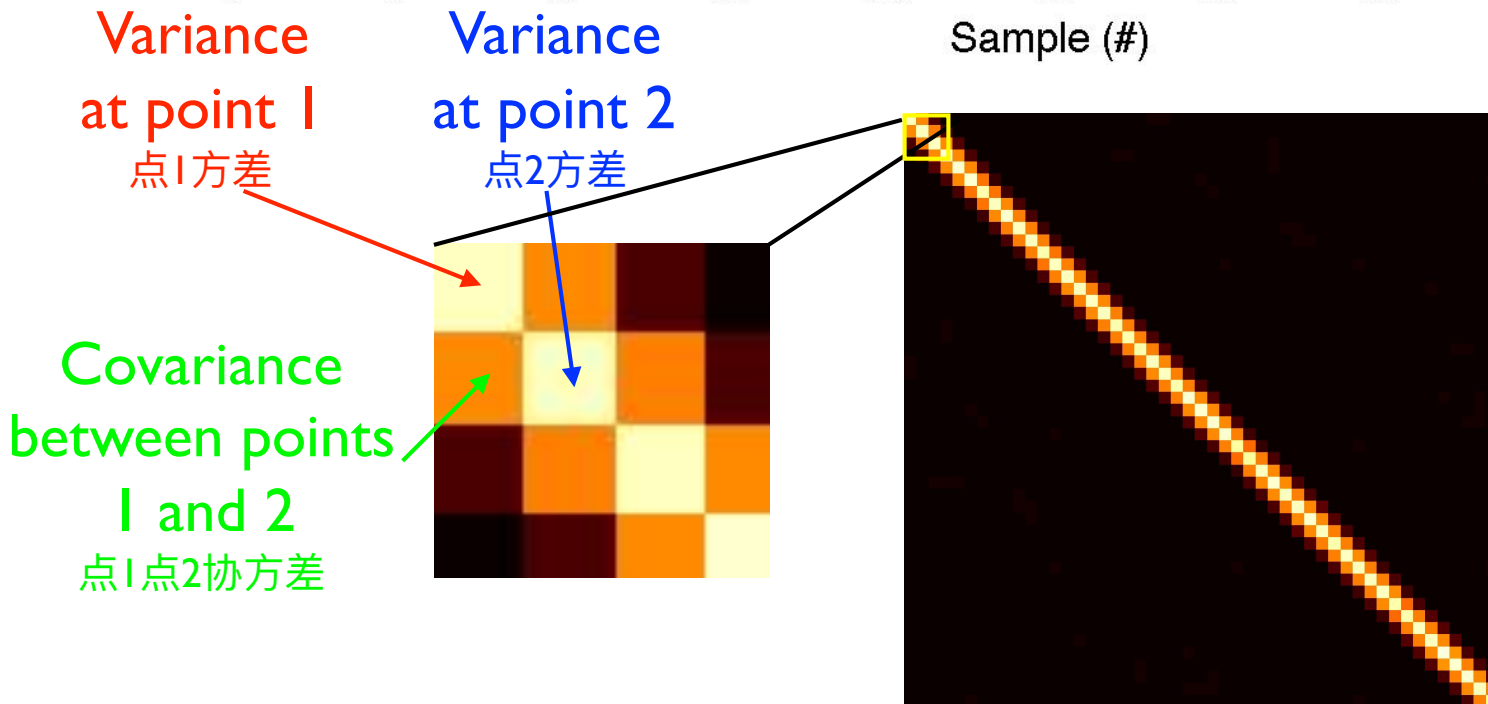 Variance
at point 1
点1方差
Variance
at point 2
点2方差
Sample (#)
Covariance
between points
1 and 2
点1点2协方差